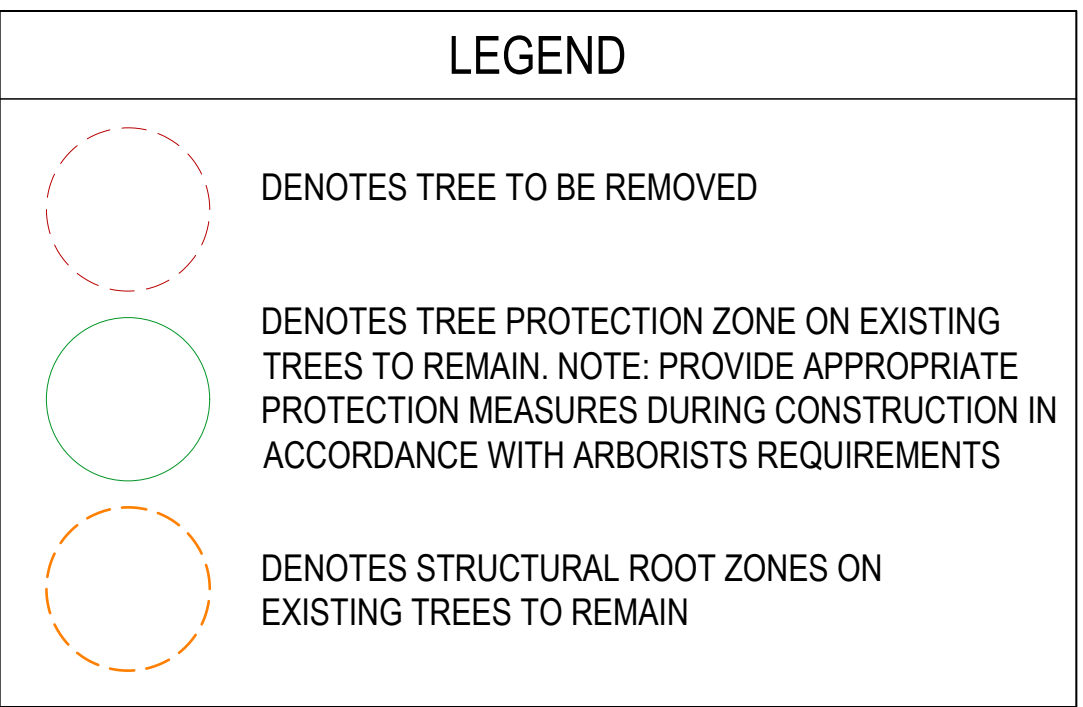 LEGEND
DENOTES TREE TO BE REMOVED
DENOTES TREE PROTECTION ZONE ON EXISTING
TREES TO REMAIN. NOTE: PROVIDE APPROPRIATE
PROTECTION MEASURES DURING CONSTRUCTION IN
ACCORDANCE WITH ARBORISTS REQUIREMENTS
DENOTES STRUCTURAL ROOT ZONES ON
EXISTING TREES TO REMAIN